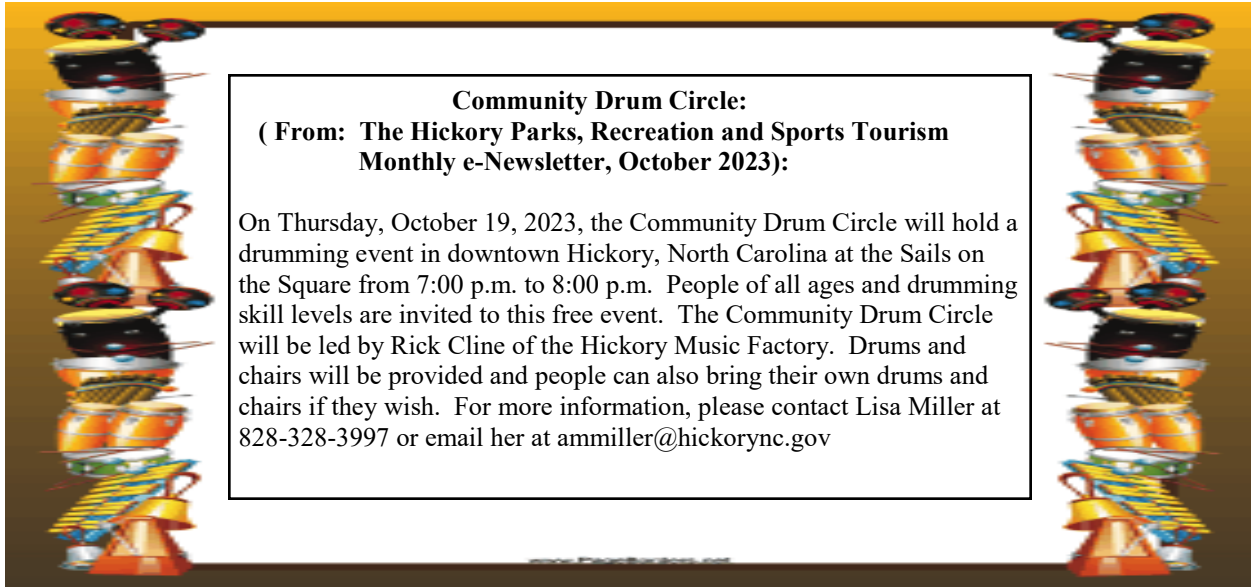 Community Drum Circle:
( From: The Hickory Parks, Recreation and Sports Tourism
Monthly e-Newsletter, October 2023):
On Thursday, October 19, 2023, the Community Drum Circle will hold a
drumming event in downtown Hickory, North Carolina at the Sails on
the Square from 7:00 p.m. to 8:00 p.m. People of all ages and drumming
skill levels are invited to this free event. The Community Drum Circle
will be led by Rick Cline of the Hickory Music Factory. Drums and
chairs will be provided and people can also bring their own drums and
chairs if they wish. For more information, please contact Lisa Miller at
828-328-3997 or email her at ammiller@hickorync.gov
www.PageBorders.net